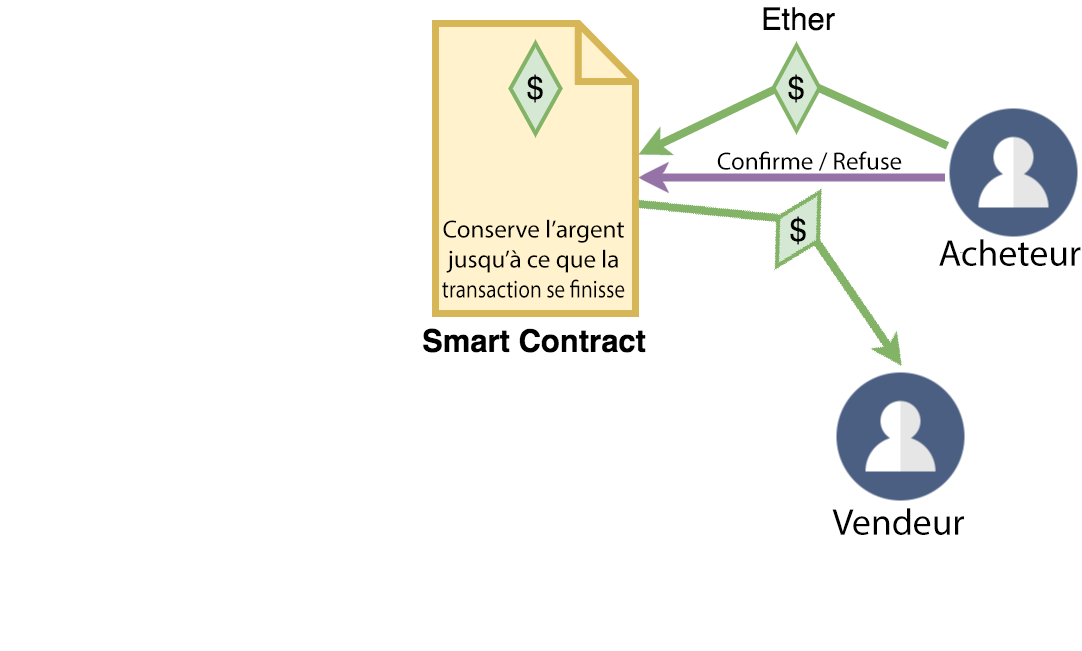 Ether
$
$
Confirme / Refuse
$
Conserve l'argent
jusqu'à ce que la
transaction se finisse
Smart Contract
Acheteur
Vendeur